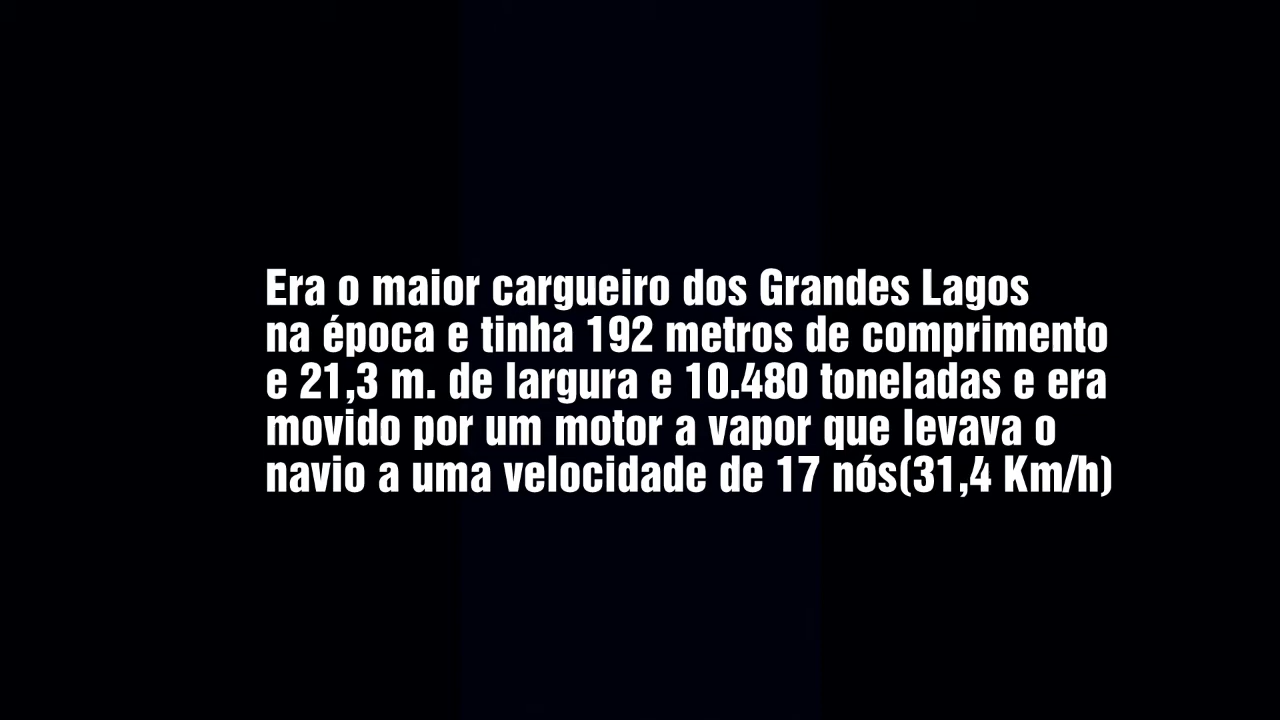 Era o maior cargueiro dos Grandes Lagos
na época e tinha 192 metros de comprimento
e 21,3 m. de largura e 10.480 toneladas e era
movido por um motor a vapor que levava o
navio a uma velocidade de 17 nós(31,4 Km/h)